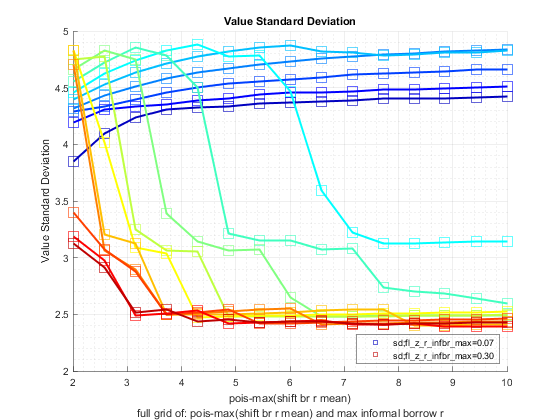 Value Standard Deviation
5
4.5
4
3.5
3
2.5
2
Value Standard Deviation
2 3 4 5 6 7 8 9 10
sd;fl_z_r_infbr_max=0.07
sd;fl_z_r_infbr_max=0.30
pois-max(shift br r mean)
full grid of: pois-max(shift br r mean) and max informal borrow r